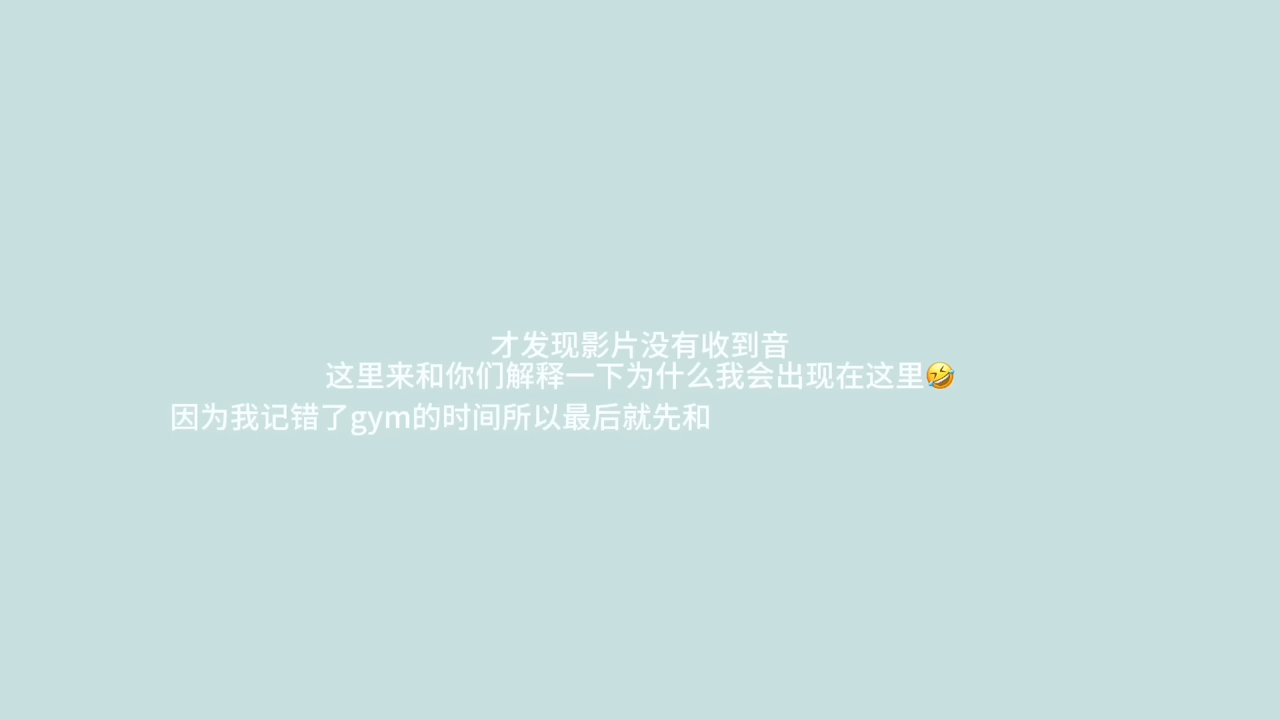 才发现影片没有收到音
这里来和你们解释一下为什么我会出现在这里🤣
因为我记错了gym的时间所以最后就先和